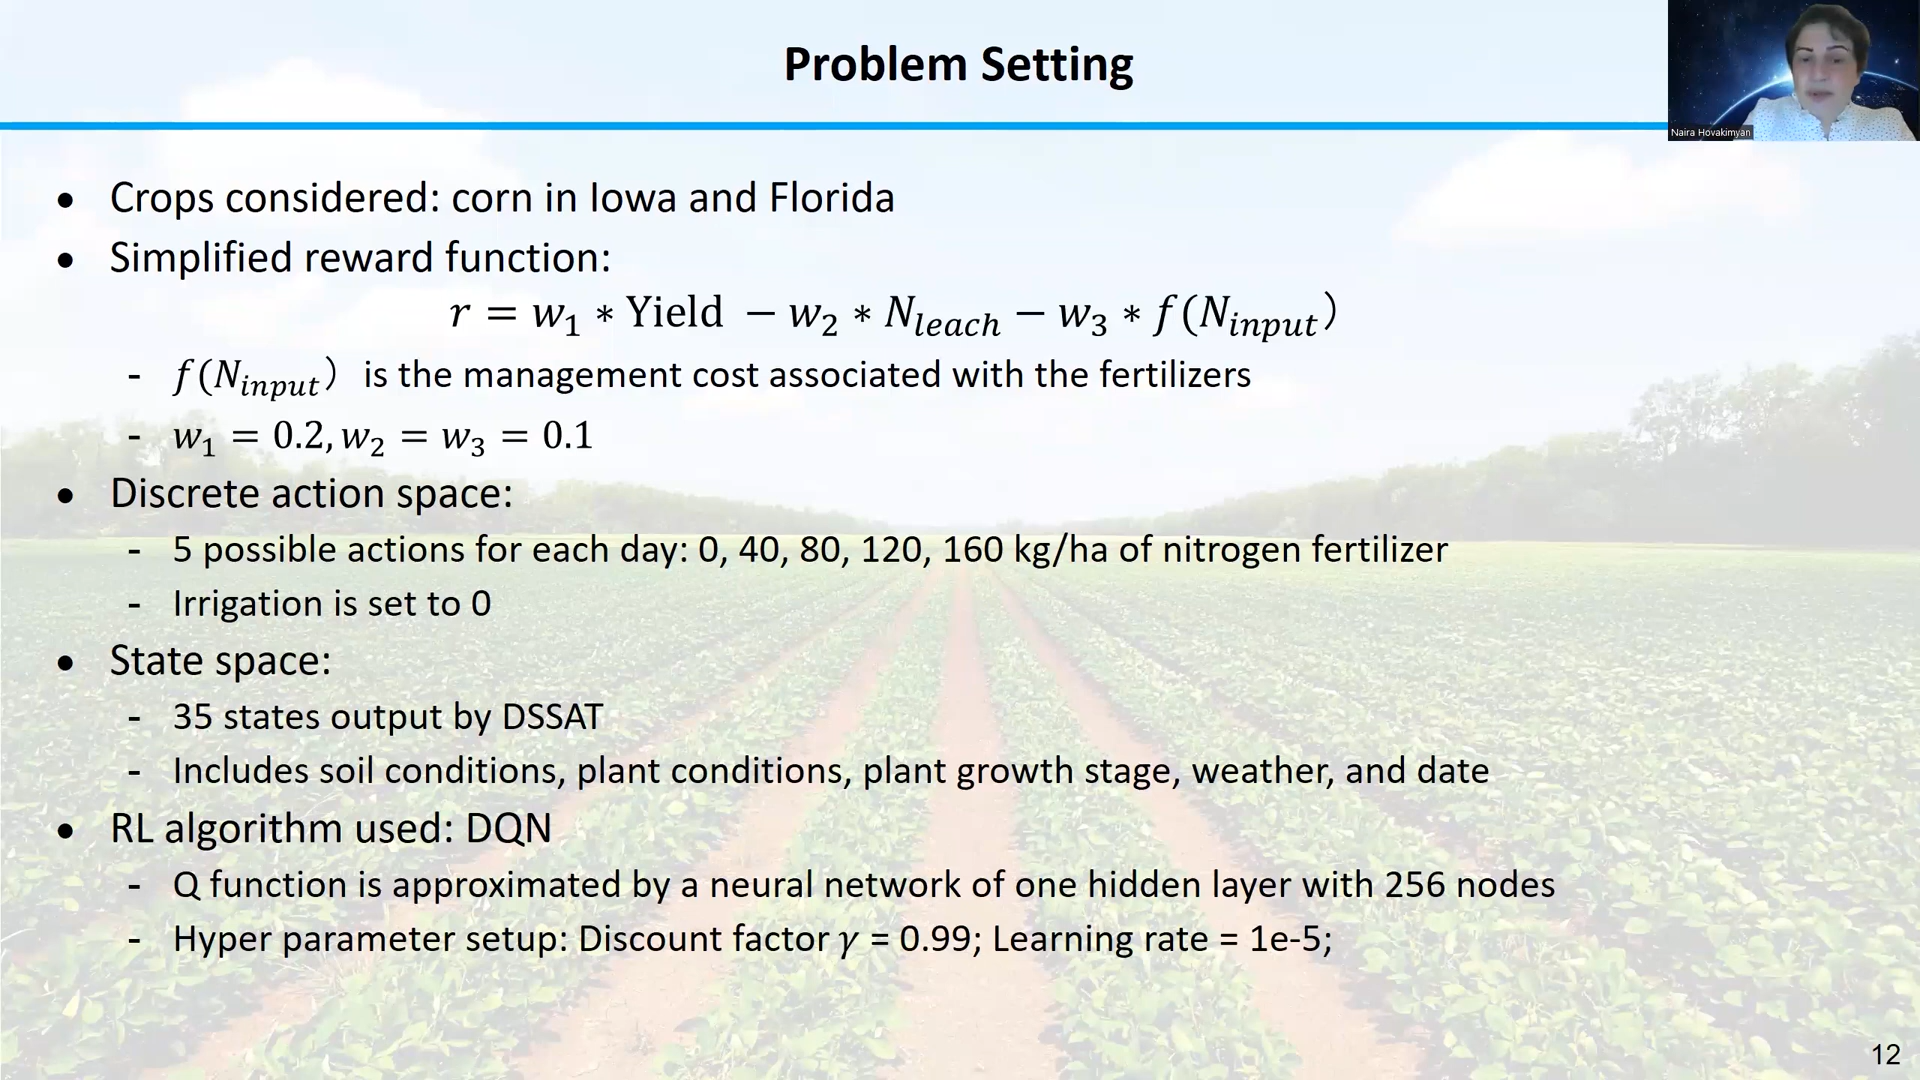 Problem Setting
Naira Hovakimyan
• Crops considered: corn in Iowa and Florida
• Simplified reward function:
r = w₁ * Yield − w₂ * N_leach − w₃ * f(N_input)
- f(N_input) is the management cost associated with the fertilizers
- w₁ = 0.2, w₂ = w₃ = 0.1
• Discrete action space:
- 5 possible actions for each day: 0, 40, 80, 120, 160 kg/ha of nitrogen fertilizer
- Irrigation is set to 0
• State space:
- 35 states output by DSSAT
- Includes soil conditions, plant conditions, plant growth stage, weather, and date
• RL algorithm used: DQN
- Q function is approximated by a neural network of one hidden layer with 256 nodes
- Hyper parameter setup: Discount factor γ = 0.99; Learning rate = 1e-5;
12